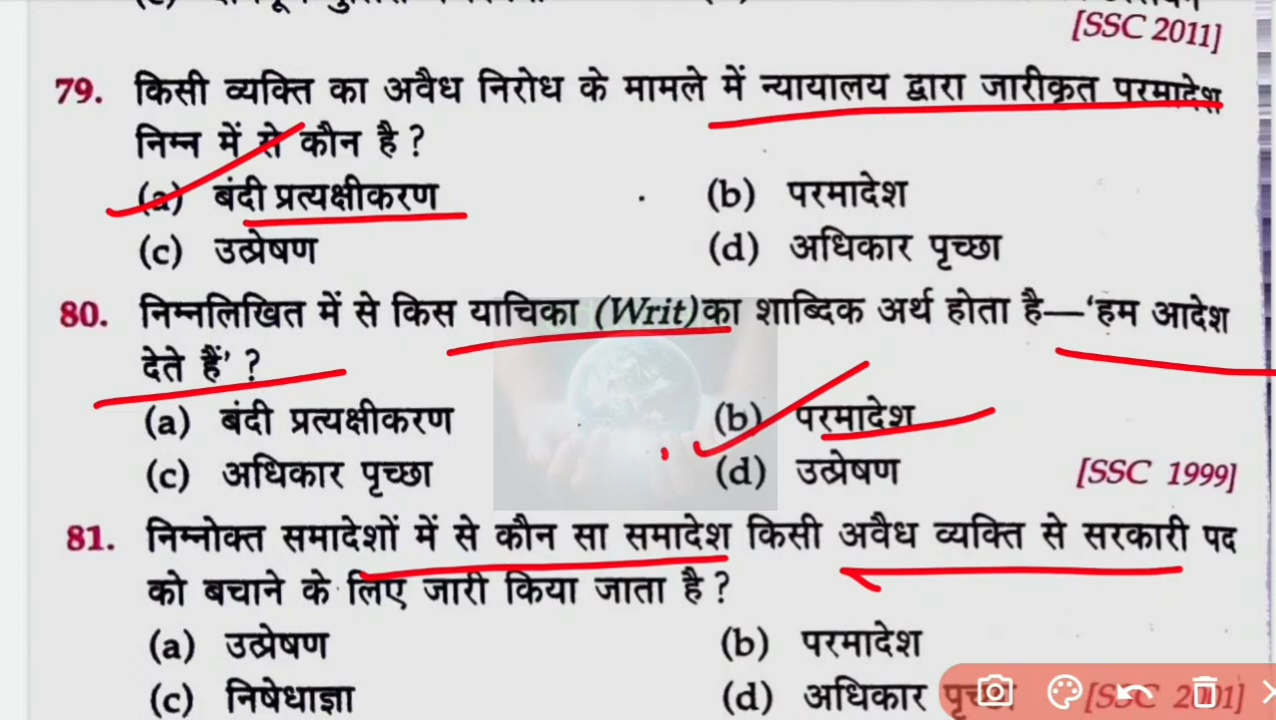 [SSC 2011]
79. किसी व्यक्ति का अवैध निरोध के मामले में न्यायालय द्वारा जारीकृत परमादेश
निम्न में से कौन है ?
(a) बंदी प्रत्यक्षीकरण (b) परमादेश
(c) उत्प्रेषण (d) अधिकार पृच्छा
80. निम्नलिखित में से किस याचिका (Writ) का शाब्दिक अर्थ होता है—‘हम आदेश
देते हैं’ ?
(a) बंदी प्रत्यक्षीकरण (b) परमादेश
(c) अधिकार पृच्छा (d) उत्प्रेषण [SSC 1999]
81. निम्नोक्त समादेशों में से कौन सा समादेश किसी अवैध व्यक्ति से सरकारी पद
को बचाने के लिए जारी किया जाता है ?
(a) उत्प्रेषण (b) परमादेश
(c) निषेधाज्ञा (d) अधिकार पृच्छा [SSC 2001]